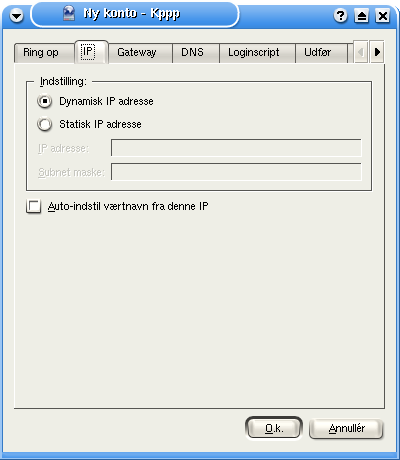 Ny konto - Kppp
Ring op IP Gateway DNS Loginscript Udfør
Indstilling:
Dynamisk IP adresse
Statisk IP adresse
IP adresse:
Subnet maske:
Auto-indstil værtnavn fra denne IP
O.k. Annullér